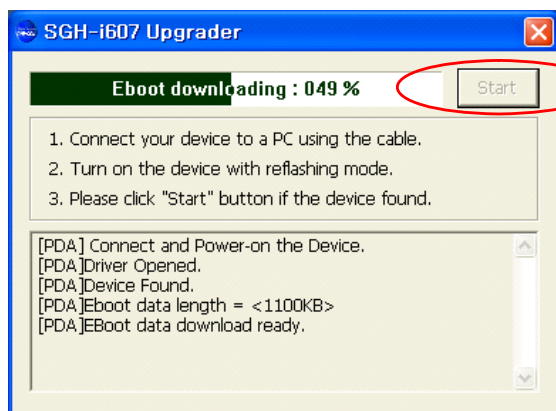 SGH-i607 Upgrader
Eboot downloading : 049 %
Start
1. Connect your device to a PC using the cable.
2. Turn on the device with reflashing mode.
3. Please click "Start" button if the device found.
[PDA] Connect and Power-on the Device.
[PDA]Driver Opened.
[PDA]Device Found.
[PDA]Eboot data length = <1100KB>
[PDA]EBoot data download ready.